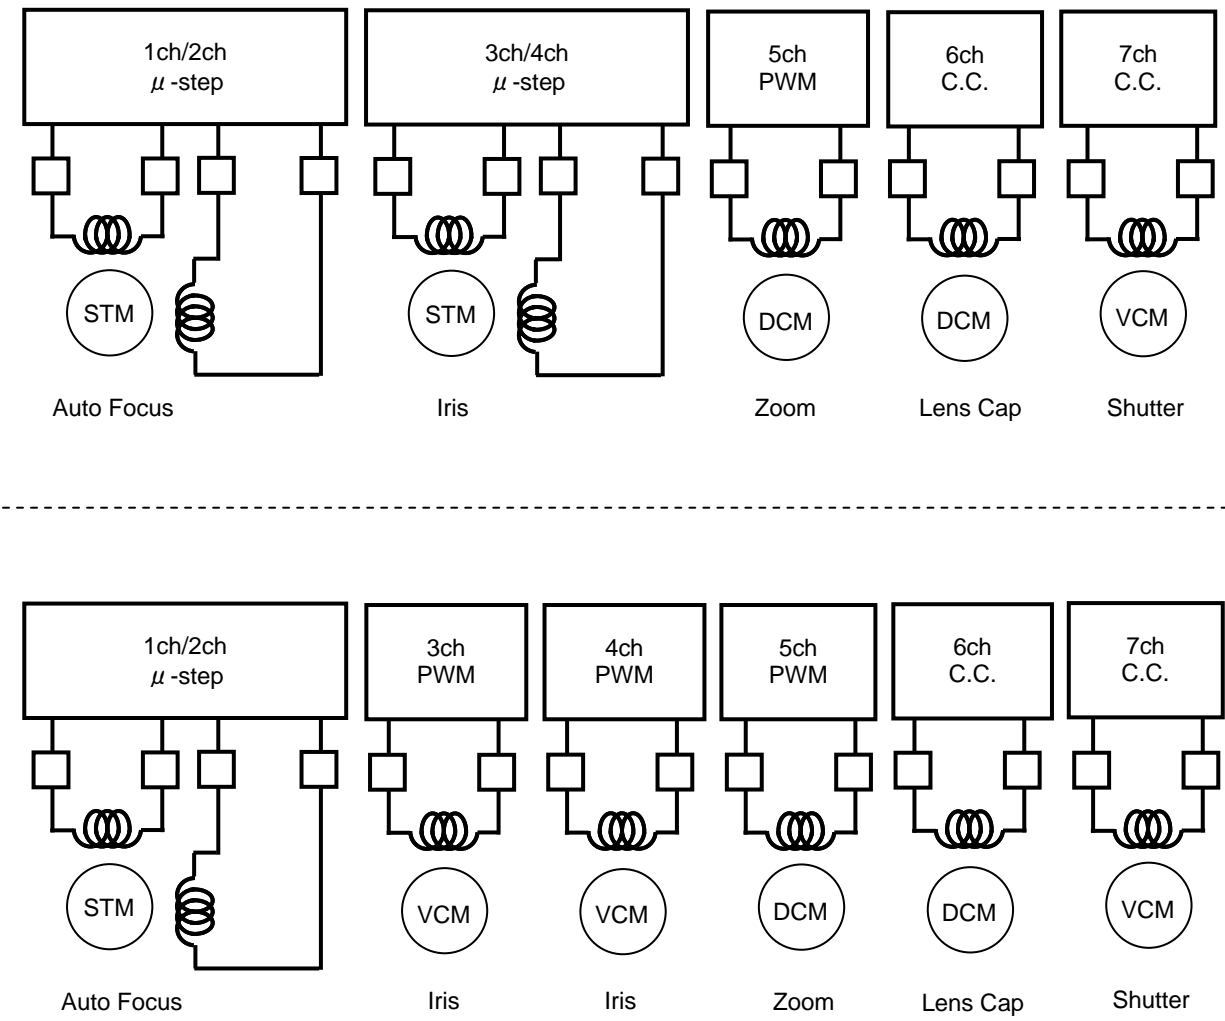 1ch/2ch
μ-step
3ch/4ch
μ-step
5ch
PWM
6ch
C.C.
7ch
C.C.
STM
STM
DCM
DCM
VCM
Auto Focus
Iris
Zoom
Lens Cap
Shutter
1ch/2ch
μ-step
3ch
PWM
4ch
PWM
5ch
PWM
6ch
C.C.
7ch
C.C.
STM
VCM
VCM
DCM
DCM
VCM
Auto Focus
Iris
Iris
Zoom
Lens Cap
Shutter